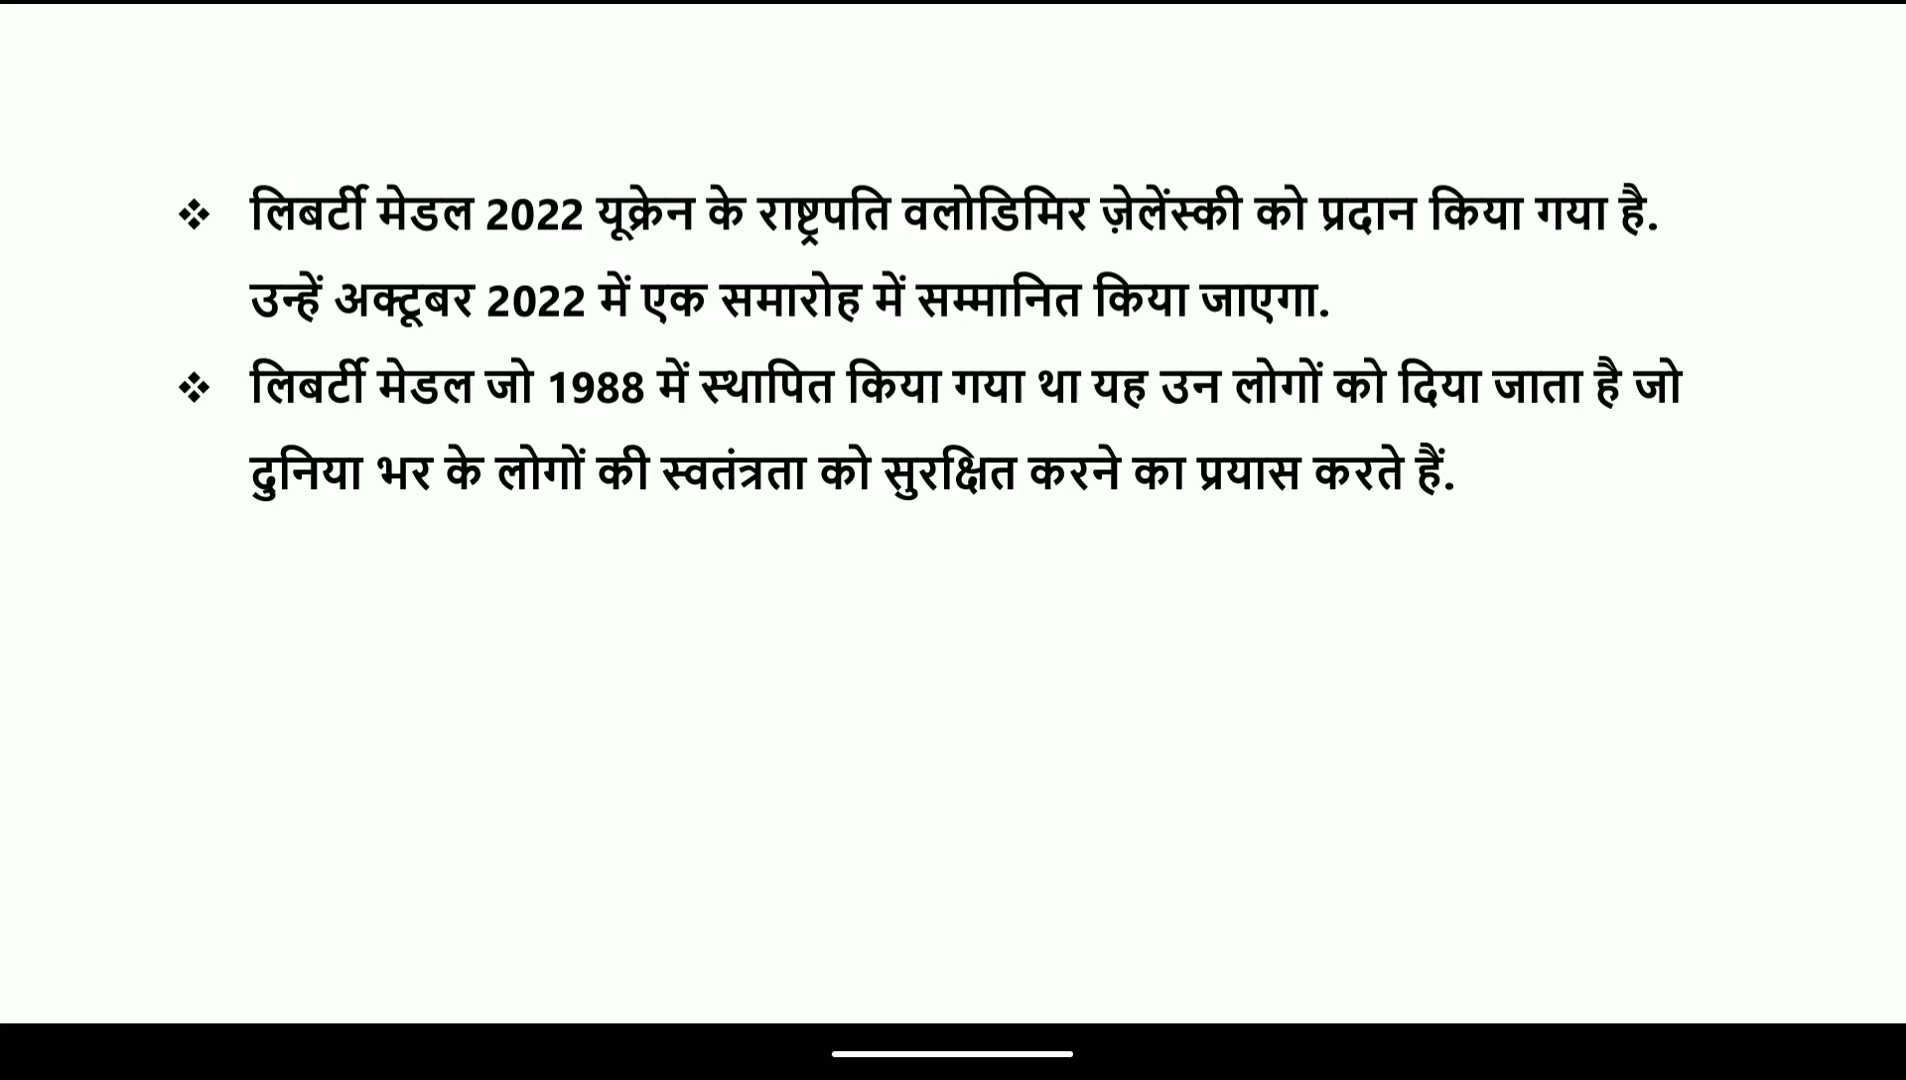 ❖ लिबर्टी मेडल 2022 यूक्रेन के राष्ट्रपति वलोडिमिर ज़ेलेंस्की को प्रदान किया गया है.
उन्हें अक्टूबर 2022 में एक समारोह में सम्मानित किया जाएगा.
❖ लिबर्टी मेडल जो 1988 में स्थापित किया गया था यह उन लोगों को दिया जाता है जो
दुनिया भर के लोगों की स्वतंत्रता को सुरक्षित करने का प्रयास करते हैं.